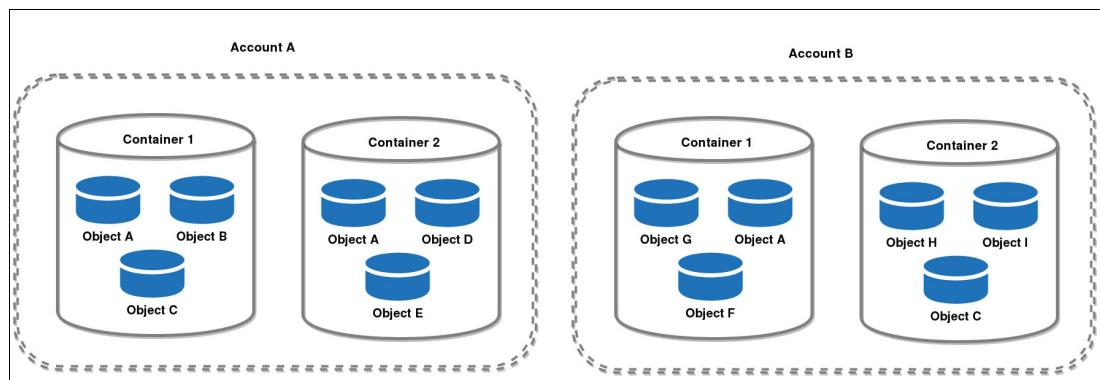 Account A
Account B
Container 1
Container 2
Container 1
Container 2
Object A
Object B
Object A
Object D
Object G
Object A
Object H
Object I
Object C
Object E
Object F
Object C